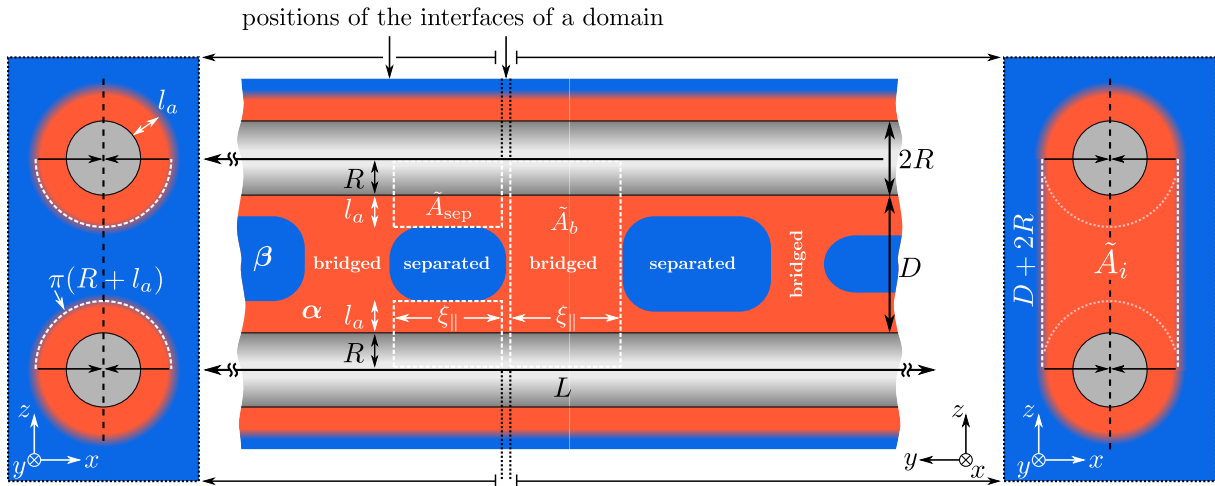 positions of the interfaces of a domain
l_a
π(R + l_a)
z
y
x
R
l_a
Ã_sep
Ã_b
2R
β
bridged
separated
bridged
separated
bridged
D
α
l_a
ξ_∥
ξ_∥
R
L
z
y
x
D + 2R
Ã_i
z
y
x